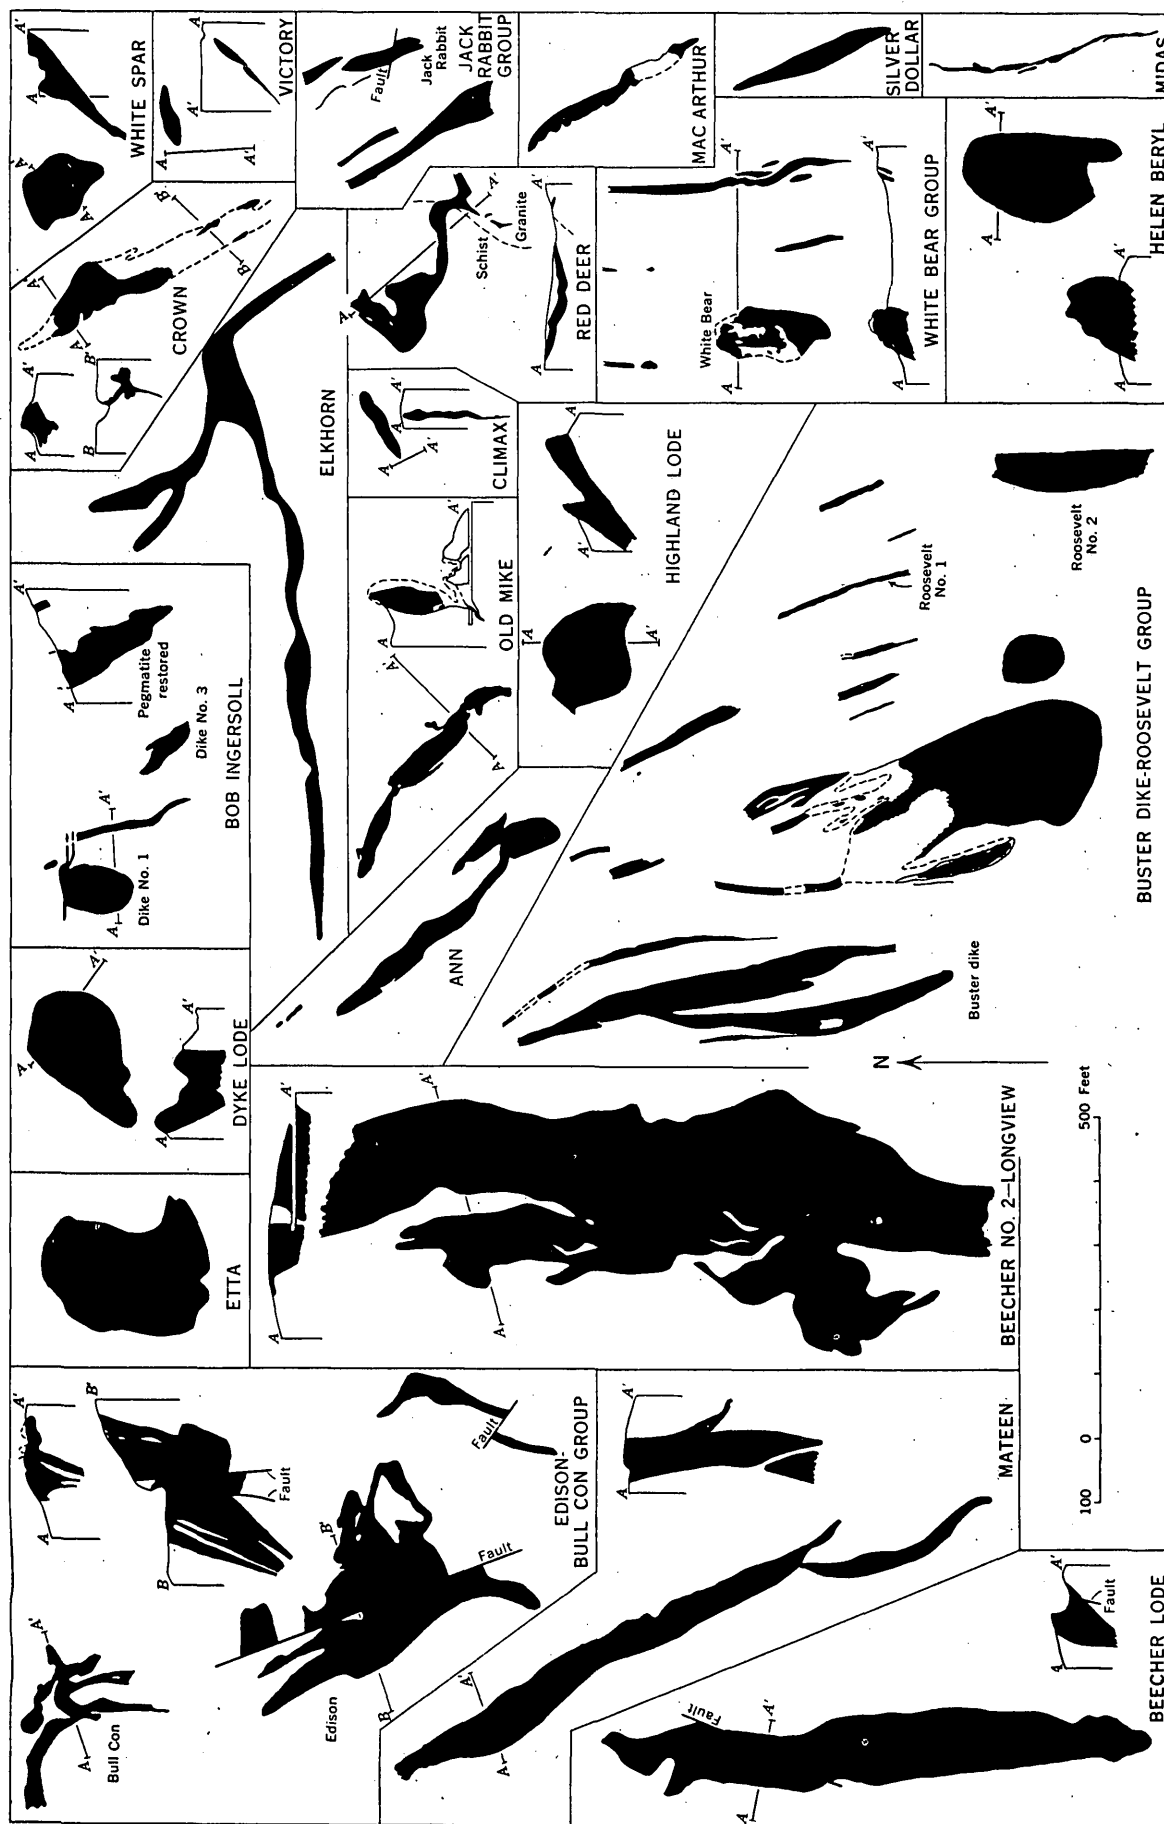 A
A'
Bull Con
A
A'
B
B'
Fault
B'
Edison
B
Fault
Fault
EDISON-
BULL CON GROUP
ETTA
A
A'
A
A'
DYKE LODE
A
A'
Dike No. 1
Dike No. 3
A
A'
Pegmatite
restored
BOB INGERSOLL
A
A'
B
B'
A
A'
B
B'
CROWN
A
A'
A
A'
WHITE SPAR
A
A'
A'
A
VICTORY
ELKHORN
Fault
Jack
Rabbit
JACK
RABBIT
GROUP
A
A'
A
A'
A
A'
BEECHER NO. 2–LONGVIEW
ANN
A
A'
A
A'
OLD MIKE
A
A'
A
A'
CLIMAX
A
A'
Schist
Granite
A
A'
RED DEER
MAC ARTHUR
A
A'
A
A'
HIGHLAND LODE
White Bear
A
A'
A
A'
WHITE BEAR GROUP
SILVER
DOLLAR
MIDAS
A
A'
A
A'
HELEN BERYL
A
A'
A
A'
MATEEN
N
Buster dike
Roosevelt
No. 1
Roosevelt
No. 2
BUSTER DIKE-ROOSEVELT GROUP
100
0
500 Feet
Fault
A
A'
A
A'
Fault
BEECHER LODE